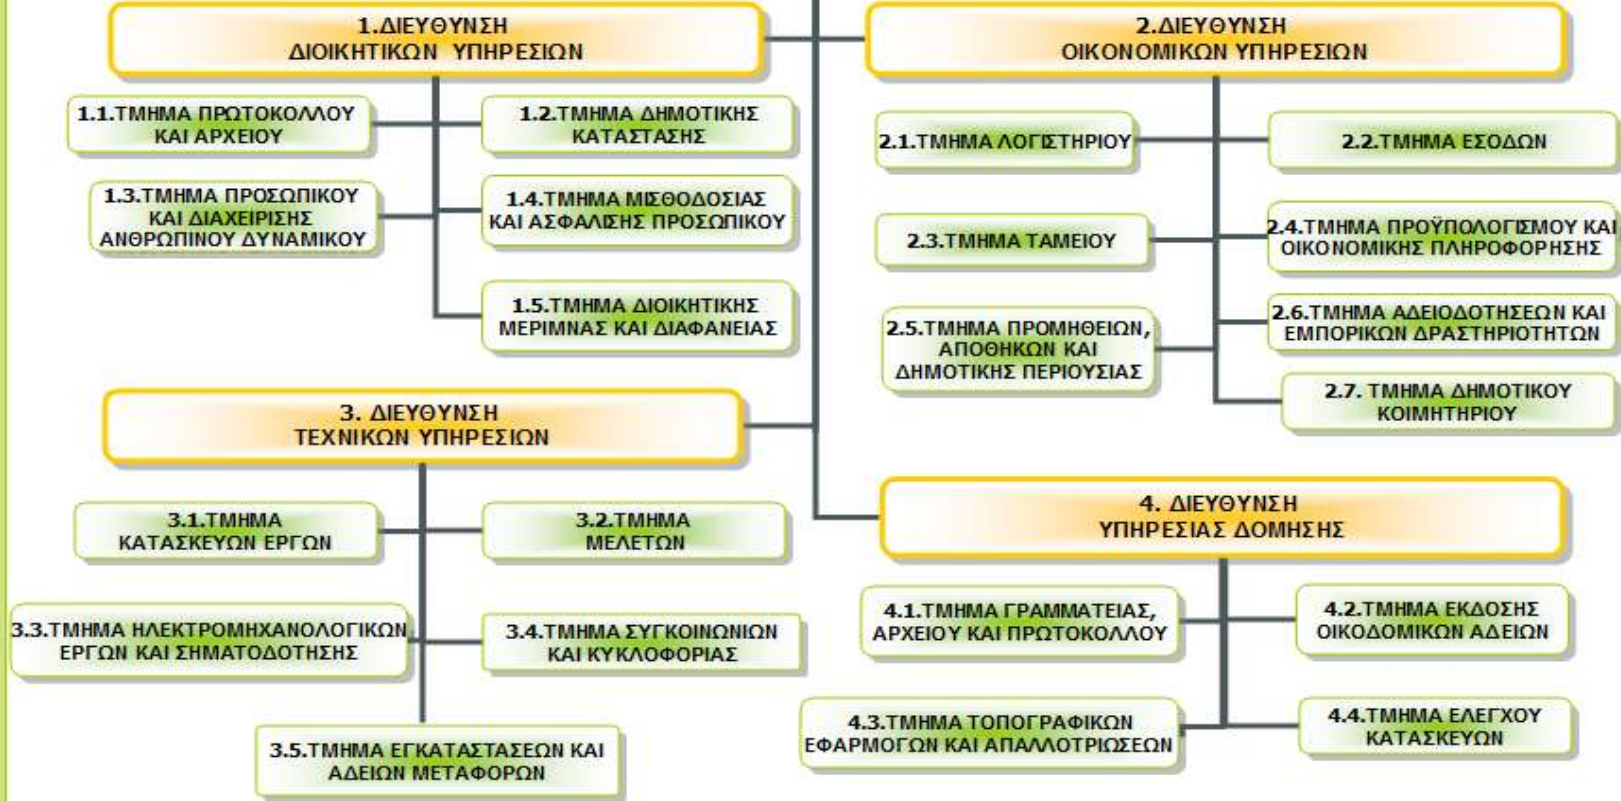 1.ΔΙΕΥΘΥΝΣΗ
ΔΙΟΙΚΗΤΙΚΩΝ ΥΠΗΡΕΣΙΩΝ
1.1.ΤΜΗΜΑ ΠΡΩΤΟΚΟΛΛΟΥ
ΚΑΙ ΑΡΧΕΙΟΥ
1.2.ΤΜΗΜΑ ΔΗΜΟΤΙΚΗΣ
ΚΑΤΑΣΤΑΣΗΣ
1.3.ΤΜΗΜΑ ΠΡΟΣΩΠΙΚΟΥ
ΚΑΙ ΔΙΑΧΕΙΡΙΣΗΣ
ΑΝΘΡΩΠΙΝΟΥ ΔΥΝΑΜΙΚΟΥ
1.4.ΤΜΗΜΑ ΜΙΣΘΟΔΟΣΙΑΣ
ΚΑΙ ΑΣΦΑΛΙΣΗΣ ΠΡΟΣΩΠΙΚΟΥ
1.5.ΤΜΗΜΑ ΔΙΟΙΚΗΤΙΚΗΣ
ΜΕΡΙΜΝΑΣ ΚΑΙ ΔΙΑΦΑΝΕΙΑΣ
2.ΔΙΕΥΘΥΝΣΗ
ΟΙΚΟΝΟΜΙΚΩΝ ΥΠΗΡΕΣΙΩΝ
2.1.ΤΜΗΜΑ ΛΟΓΙΣΤΗΡΙΟΥ
2.2.ΤΜΗΜΑ ΕΣΟΔΩΝ
2.3.ΤΜΗΜΑ ΤΑΜΕΙΟΥ
2.4.ΤΜΗΜΑ ΠΡΟΫΠΟΛΟΓΙΣΜΟΥ ΚΑΙ
ΟΙΚΟΝΟΜΙΚΗΣ ΠΛΗΡΟΦΟΡΗΣΗΣ
2.5.ΤΜΗΜΑ ΠΡΟΜΗΘΕΙΩΝ,
ΑΠΟΘΗΚΩΝ ΚΑΙ
ΔΗΜΟΤΙΚΗΣ ΠΕΡΙΟΥΣΙΑΣ
2.6.ΤΜΗΜΑ ΑΔΕΙΟΔΟΤΗΣΕΩΝ ΚΑΙ
ΕΜΠΟΡΙΚΩΝ ΔΡΑΣΤΗΡΙΟΤΗΤΩΝ
2.7. ΤΜΗΜΑ ΔΗΜΟΤΙΚΟΥ
ΚΟΙΜΗΤΗΡΙΟΥ
3. ΔΙΕΥΘΥΝΣΗ
ΤΕΧΝΙΚΩΝ ΥΠΗΡΕΣΙΩΝ
3.1.ΤΜΗΜΑ
ΚΑΤΑΣΚΕΥΩΝ ΕΡΓΩΝ
3.2.ΤΜΗΜΑ
ΜΕΛΕΤΩΝ
3.3.ΤΜΗΜΑ ΗΛΕΚΤΡΟΜΗΧΑΝΟΛΟΓΙΚΩΝ
ΕΡΓΩΝ ΚΑΙ ΣΗΜΑΤΟΔΟΤΗΣΗΣ
3.4.ΤΜΗΜΑ ΣΥΓΚΟΙΝΩΝΙΩΝ
ΚΑΙ ΚΥΚΛΟΦΟΡΙΑΣ
3.5.ΤΜΗΜΑ ΕΓΚΑΤΑΣΤΑΣΕΩΝ ΚΑΙ
ΑΔΕΙΩΝ ΜΕΤΑΦΟΡΩΝ
4. ΔΙΕΥΘΥΝΣΗ
ΥΠΗΡΕΣΙΑΣ ΔΟΜΗΣΗΣ
4.1.ΤΜΗΜΑ ΓΡΑΜΜΑΤΕΙΑΣ,
ΑΡΧΕΙΟΥ ΚΑΙ ΠΡΩΤΟΚΟΛΛΟΥ
4.2.ΤΜΗΜΑ ΕΚΔΟΣΗΣ
ΟΙΚΟΔΟΜΙΚΩΝ ΑΔΕΙΩΝ
4.3.ΤΜΗΜΑ ΤΟΠΟΓΡΑΦΙΚΩΝ
ΕΦΑΡΜΟΓΩΝ ΚΑΙ ΑΠΑΛΛΟΤΡΙΩΣΕΩΝ
4.4.ΤΜΗΜΑ ΕΛΕΓΧΟΥ
ΚΑΤΑΣΚΕΥΩΝ